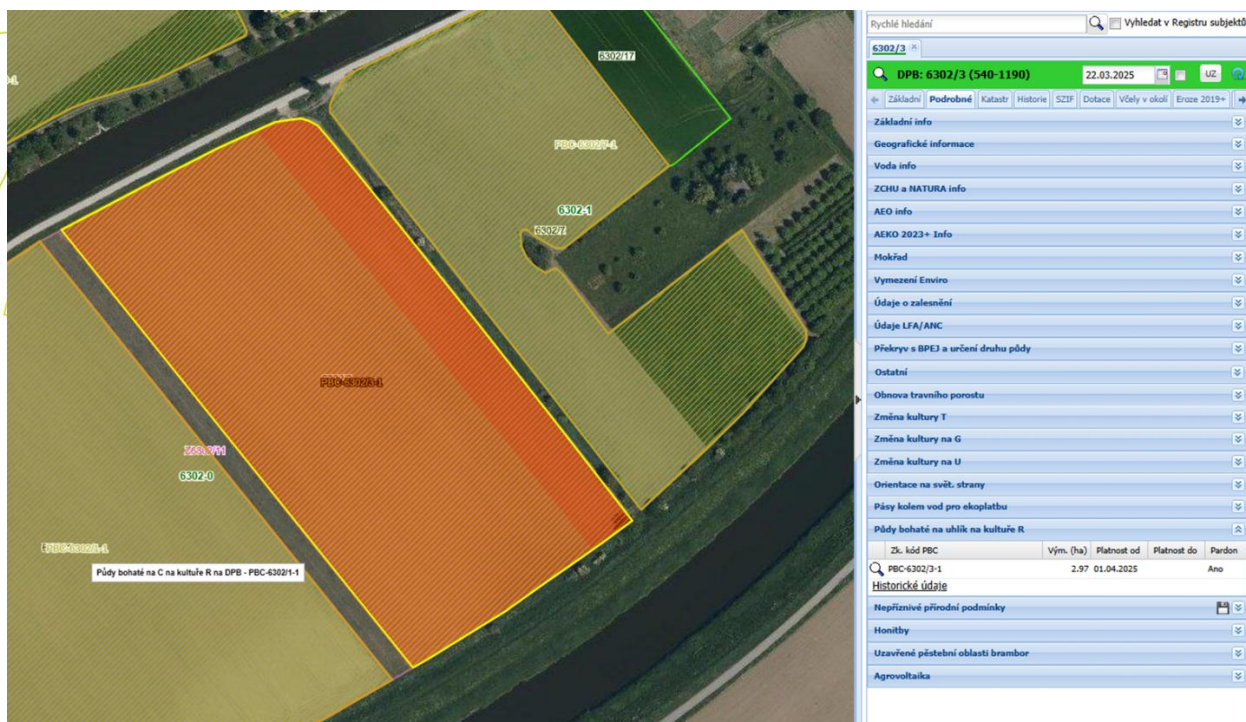 6302/17
PBC-6302/7-1
6302-1
6302/7
PBC-6302/3-1
6302-0
PBC-6302/1-1
Půdy bohaté na C na kultuře R na DPB - PBC-6302/1-1
Rychlé hledání
Vyhledat v Registru subjektů
6302/3
DPB: 6302/3 (540-1190)
22.03.2025
UZ
Základní Podrobné Katastr Historie SZIF Dotace Včely v okolí Eroze 2019+
Základní info
Geografické informace
Voda info
ZCHU a NATURA info
AEO info
AEKO 2023+ Info
Mokřad
Vymezení Enviro
Údaje o zalesnění
Údaje LFA/ANC
Překryv s BPEJ a určení druhu půdy
Ostatní
Obnova travního porostu
Změna kultury T
Změna kultury na G
Změna kultury na U
Orientace na svět. strany
Pásy kolem vod pro ekoplatbu
Půdy bohaté na uhlík na kultuře R
Zk. kód PBC Vým. (ha) Platnost od Platnost do Pardon
PBC-6302/3-1 2.97 01.04.2025 Ano
Historické údaje
Nepříznivé přírodní podmínky
Honitby
Uzavřené pěstební oblasti brambor
Agrovoltaika